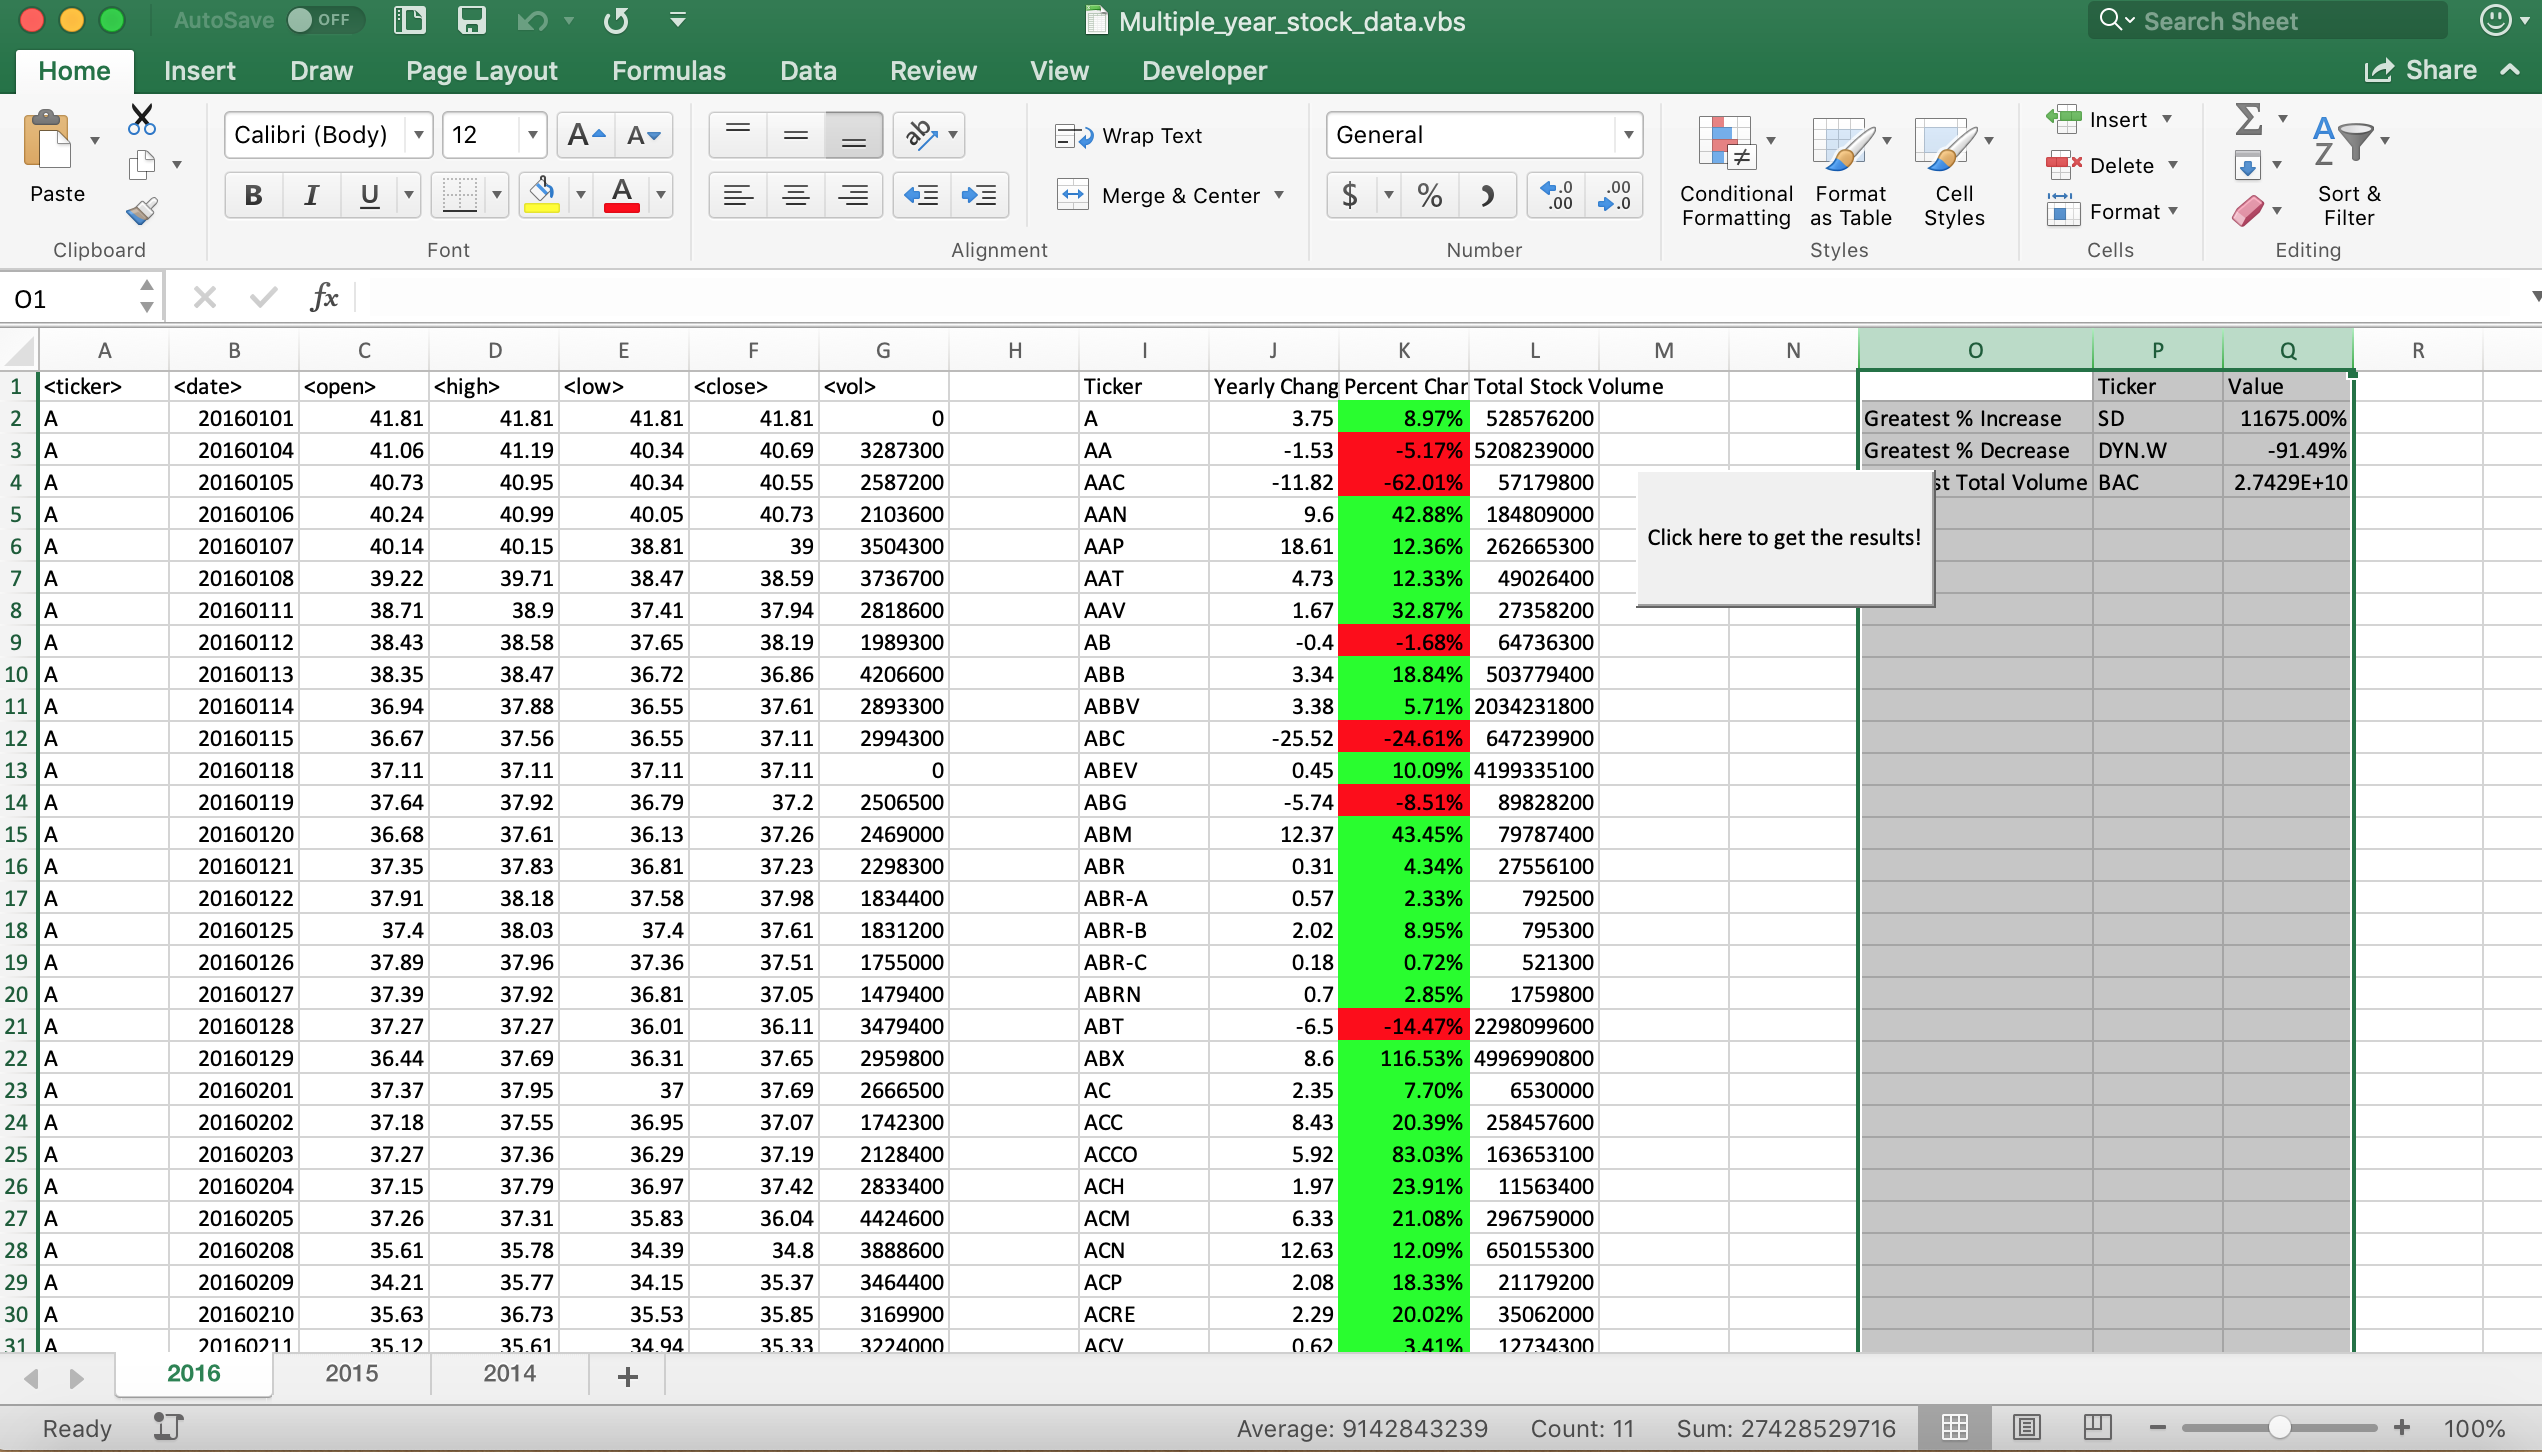 AutoSave OFF Multiple_year_stock_data.vbs Search Sheet
Home Insert Draw Page Layout Formulas Data Review View Developer Share
Paste Calibri (Body) 12 Wrap Text General Conditional Formatting Format as Table Cell Styles Insert Delete Format Sort & Filter
B I U Merge & Center $ %
Clipboard Font Alignment Number Styles Cells Editing
O1 fx
A B C D E F G H I J K L M N O P Q R
1 <ticker> <date> <open> <high> <low> <close> <vol> Ticker Yearly Chang Percent Char Total Stock Volume Ticker Value
2 A 20160101 41.81 41.81 41.81 41.81 0 A 3.75 8.97% 528576200 Greatest % Increase SD 11675.00%
3 A 20160104 41.06 41.19 40.34 40.69 3287300 AA -1.53 -5.17% 5208239000 Greatest % Decrease DYN.W -91.49%
4 A 20160105 40.73 40.95 40.34 40.55 2587200 AAC -11.82 -62.01% 57179800 st Total Volume BAC 2.7429E+10
5 A 20160106 40.24 40.99 40.05 40.73 2103600 AAN 9.6 42.88% 184809000
6 A 20160107 40.14 40.15 38.81 39 3504300 AAP 18.61 12.36% 262665300 Click here to get the results!
7 A 20160108 39.22 39.71 38.47 38.59 3736700 AAT 4.73 12.33% 49026400
8 A 20160111 38.71 38.9 37.41 37.94 2818600 AAV 1.67 32.87% 27358200
9 A 20160112 38.43 38.58 37.65 38.19 1989300 AB -0.4 -1.68% 64736300
10 A 20160113 38.35 38.47 36.72 36.86 4206600 ABB 3.34 18.84% 503779400
11 A 20160114 36.94 37.88 36.55 37.61 2893300 ABBV 3.38 5.71% 2034231800
12 A 20160115 36.67 37.56 36.55 37.11 2994300 ABC -25.52 -24.61% 647239900
13 A 20160118 37.11 37.11 37.11 37.11 0 ABEV 0.45 10.09% 4199335100
14 A 20160119 37.64 37.92 36.79 37.2 2506500 ABG -5.74 -8.51% 89828200
15 A 20160120 36.68 37.61 36.13 37.26 2469000 ABM 12.37 43.45% 79787400
16 A 20160121 37.35 37.83 36.81 37.23 2298300 ABR 0.31 4.34% 27556100
17 A 20160122 37.91 38.18 37.58 37.98 1834400 ABR-A 0.57 2.33% 792500
18 A 20160125 37.4 38.03 37.4 37.61 1831200 ABR-B 2.02 8.95% 795300
19 A 20160126 37.89 37.96 37.36 37.51 1755000 ABR-C 0.18 0.72% 521300
20 A 20160127 37.39 37.92 36.81 37.05 1479400 ABRN 0.7 2.85% 1759800
21 A 20160128 37.27 37.27 36.01 36.11 3479400 ABT -6.5 -14.47% 2298099600
22 A 20160129 36.44 37.69 36.31 37.65 2959800 ABX 8.6 116.53% 4996990800
23 A 20160201 37.37 37.95 37 37.69 2666500 AC 2.35 7.70% 6530000
24 A 20160202 37.18 37.55 36.95 37.07 1742300 ACC 8.43 20.39% 258457600
25 A 20160203 37.27 37.36 36.29 37.19 2128400 ACCO 5.92 83.03% 163653100
26 A 20160204 37.15 37.79 36.97 37.42 2833400 ACH 1.97 23.91% 11563400
27 A 20160205 37.26 37.31 35.83 36.04 4424600 ACM 6.33 21.08% 296759000
28 A 20160208 35.61 35.78 34.39 34.8 3888600 ACN 12.63 12.09% 650155300
29 A 20160209 34.21 35.77 34.15 35.37 3464400 ACP 2.08 18.33% 21179200
30 A 20160210 35.63 36.73 35.53 35.85 3169900 ACRE 2.29 20.02% 35062000
31 A 20160211 35.12 35.61 34.94 35.33 3224000 ACV 0.62 3.41% 12734300
2016 2015 2014 +
Ready Average: 9142843239 Count: 11 Sum: 27428529716 100%